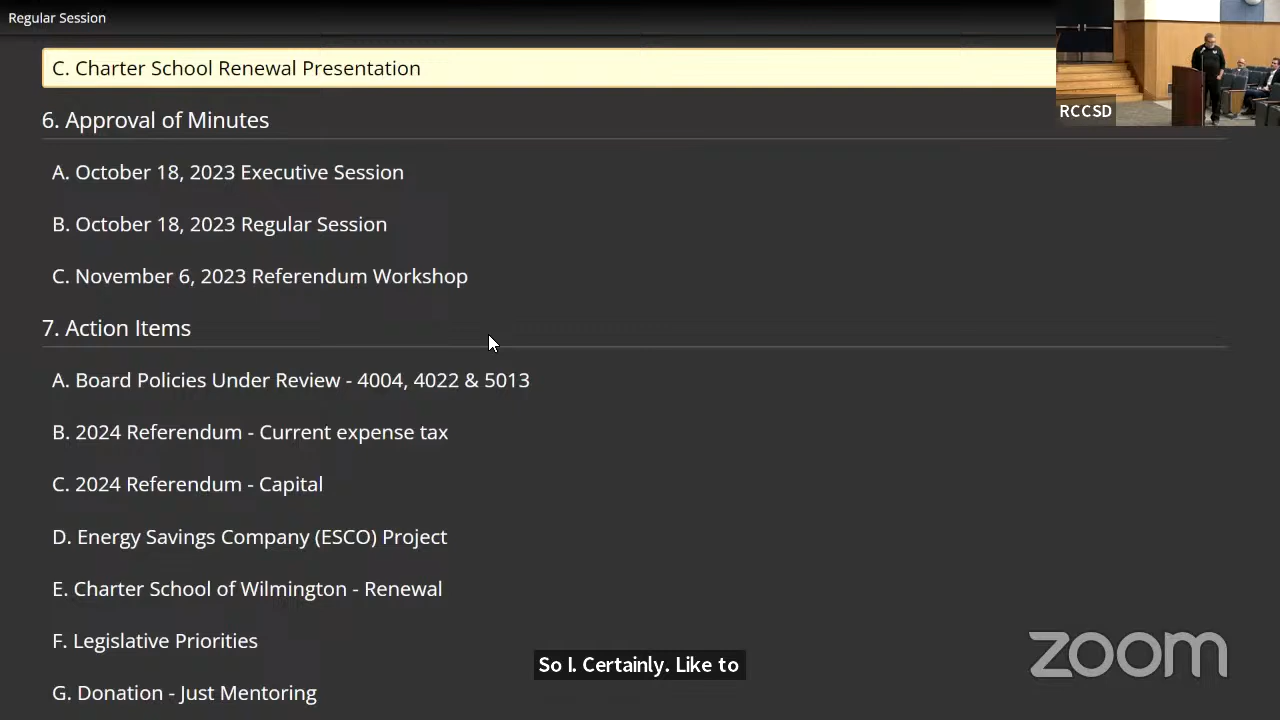 Regular Session
C. Charter School Renewal Presentation
RCCSD
6. Approval of Minutes
A. October 18, 2023 Executive Session
B. October 18, 2023 Regular Session
C. November 6, 2023 Referendum Workshop
7. Action Items
A. Board Policies Under Review - 4004, 4022 & 5013
B. 2024 Referendum - Current expense tax
C. 2024 Referendum - Capital
D. Energy Savings Company (ESCO) Project
E. Charter School of Wilmington - Renewal
F. Legislative Priorities
G. Donation - Just Mentoring
So I. Certainly. Like to
zoom